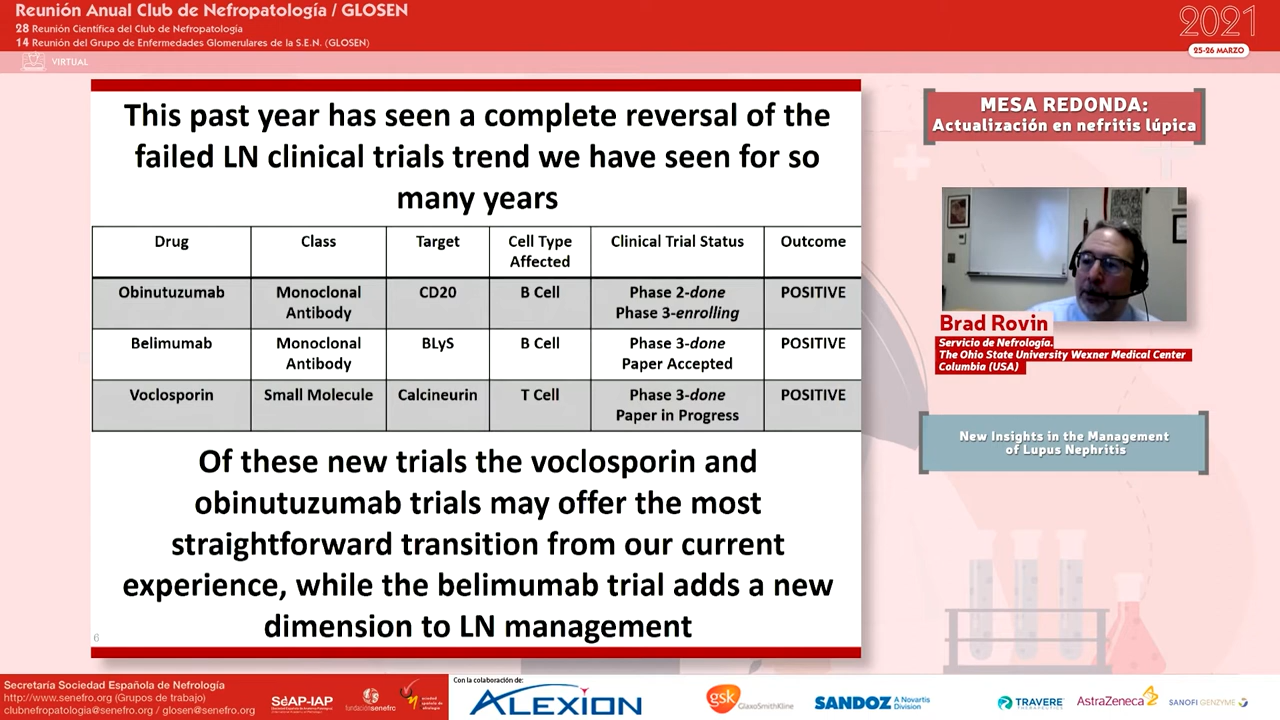 Reunión Anual Club de Nefropatología / GLOSEN
28 Reunión Científica del Club de Nefropatología
14 Reunión del Grupo de Enfermedades Glomerulares de la S.E.N. (GLOSEN)
VIRTUAL
2021
25-26 MARZO
This past year has seen a complete reversal of the
failed LN clinical trials trend we have seen for so
many years
Drug Class Target Cell Type Affected Clinical Trial Status Outcome
Obinutuzumab Monoclonal Antibody CD20 B Cell Phase 2-done Phase 3-enrolling POSITIVE
Belimumab Monoclonal Antibody BLyS B Cell Phase 3-done Paper Accepted POSITIVE
Voclosporin Small Molecule Calcineurin T Cell Phase 3-done Paper in Progress POSITIVE
Of these new trials the voclosporin and
obinutuzumab trials may offer the most
straightforward transition from our current
experience, while the belimumab trial adds a new
dimension to LN management
6
MESA REDONDA:
Actualización en nefritis lúpica
Brad Rovin
Servicio de Nefrología.
The Ohio State University Wexner Medical Center
Columbia (USA)
New Insights in the Management
of Lupus Nephritis
Secretaría Sociedad Española de Nefrología
http://www.senefro.org (Grupos de trabajo)
clubnefropatologia@senefro.org / glosen@senefro.org
SEAP-IAP
fundación senefro
Con la colaboración de:
ALEXION
gsk GlaxoSmithKline
SANDOZ A Novartis
Division
TRAVERE
THERAPEUTICS
AstraZeneca
SANOFI GENZYME